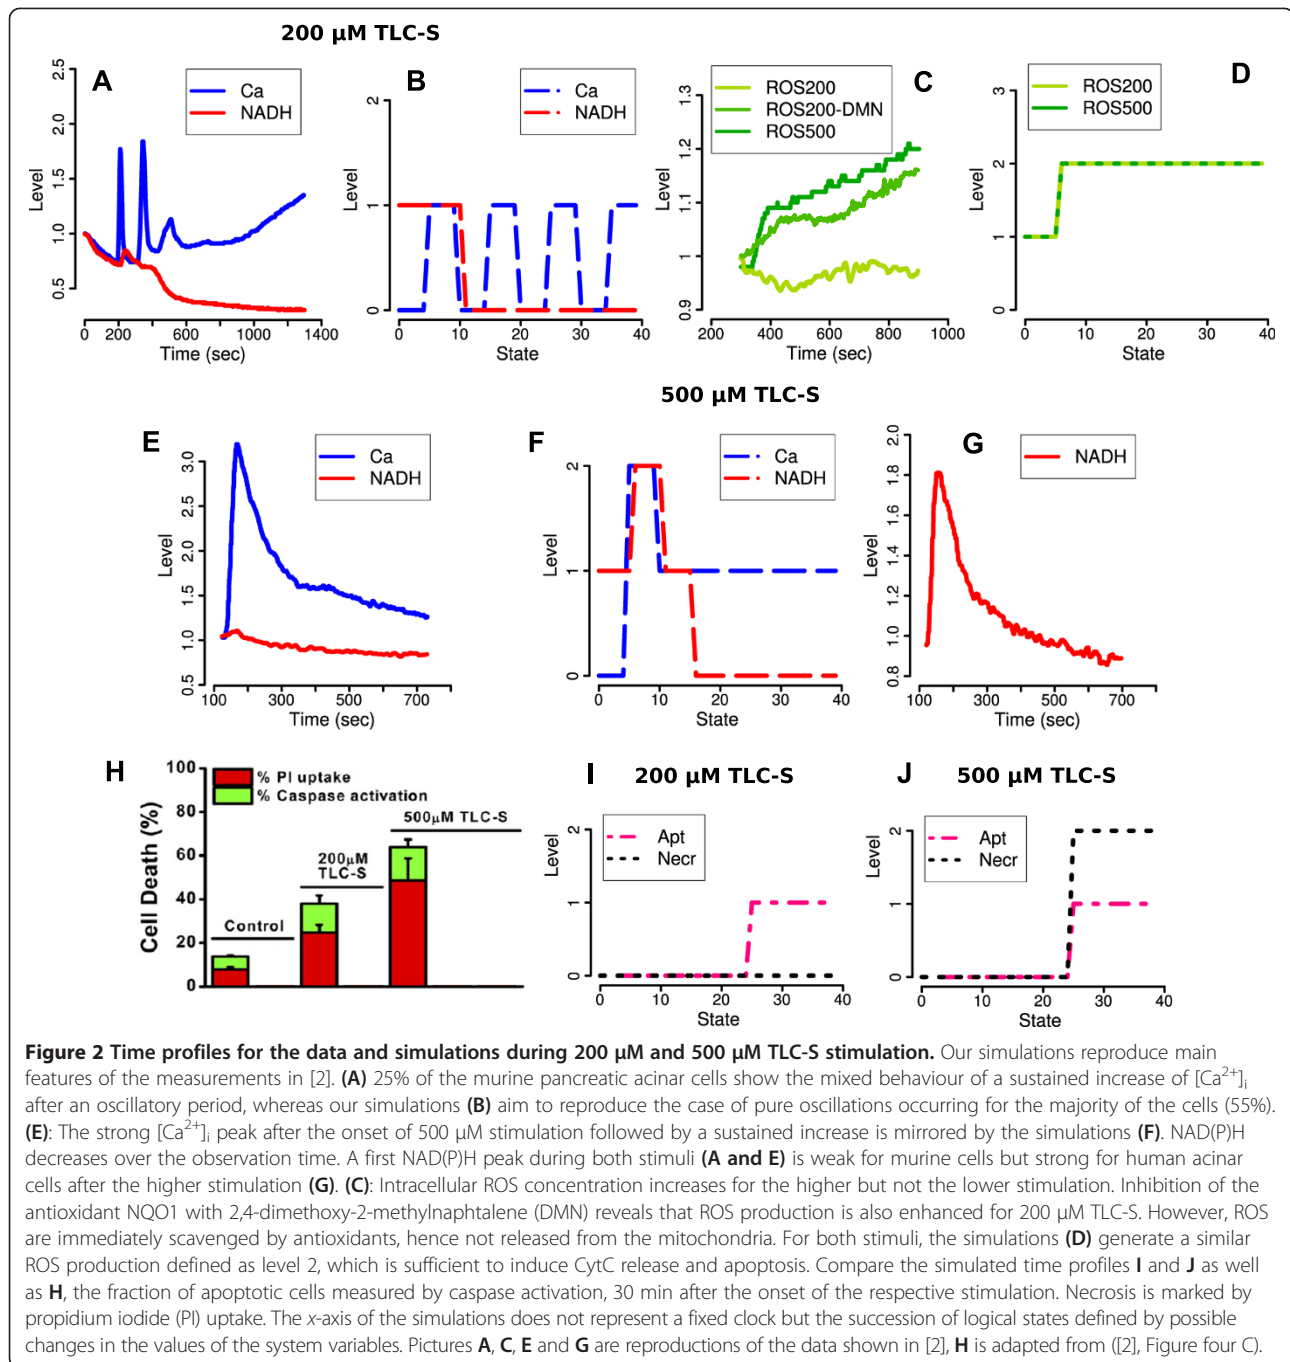 200 μM TLC-S
A
Ca
NADH
2.5
2.0
1.5
1.0
0.5
Level
0 200 400 600 1000 1400
Time (sec)
B
Ca
NADH
2
1
0
Level
0 10 20 30 40
State
C
ROS200
ROS200-DMN
ROS500
1.3
1.2
1.1
1
0.9
Level
200 400 600 800 1000
Time (sec)
D
ROS200
ROS500
3
2
1
0
Level
0 10 20 30 40
State
500 μM TLC-S
E
Ca
NADH
3.0
2.5
2.0
1.5
1.0
0.5
Level
100 300 500 700
Time (sec)
F
Ca
NADH
2
1
0
Level
0 10 20 30 40
State
G
NADH
2.0
1.8
1.6
1.4
1.2
1.0
0.8
Level
100 300 500 700
Time (sec)
H
% PI uptake
% Caspase activation
100
80
60
40
20
0
Cell Death (%)
Control
200μM
TLC-S
500μM TLC-S
I 200 μM TLC-S
Apt
Necr
2
1
0
Level
0 10 20 30 40
State
J 500 μM TLC-S
Apt
Necr
2
1
0
Level
0 10 20 30 40
State
Figure 2 Time profiles for the data and simulations during 200 μM and 500 μM TLC-S stimulation. Our simulations reproduce main
features of the measurements in [2]. (A) 25% of the murine pancreatic acinar cells show the mixed behaviour of a sustained increase of [Ca²⁺]ᵢ
after an oscillatory period, whereas our simulations (B) aim to reproduce the case of pure oscillations occurring for the majority of the cells (55%).
(E): The strong [Ca²⁺]ᵢ peak after the onset of 500 μM stimulation followed by a sustained increase is mirrored by the simulations (F). NAD(P)H
decreases over the observation time. A first NAD(P)H peak during both stimuli (A and E) is weak for murine cells but strong for human acinar
cells after the higher stimulation (G). (C): Intracellular ROS concentration increases for the higher but not the lower stimulation. Inhibition of the
antioxidant NQO1 with 2,4-dimethoxy-2-methylnaphtalene (DMN) reveals that ROS production is also enhanced for 200 μM TLC-S. However, ROS
are immediately scavenged by antioxidants, hence not released from the mitochondria. For both stimuli, the simulations (D) generate a similar
ROS production defined as level 2, which is sufficient to induce CytC release and apoptosis. Compare the simulated time profiles I and J as well
as H, the fraction of apoptotic cells measured by caspase activation, 30 min after the onset of the respective stimulation. Necrosis is marked by
propidium iodide (PI) uptake. The x-axis of the simulations does not represent a fixed clock but the succession of logical states defined by possible
changes in the values of the system variables. Pictures A, C, E and G are reproductions of the data shown in [2], H is adapted from ([2], Figure four C).